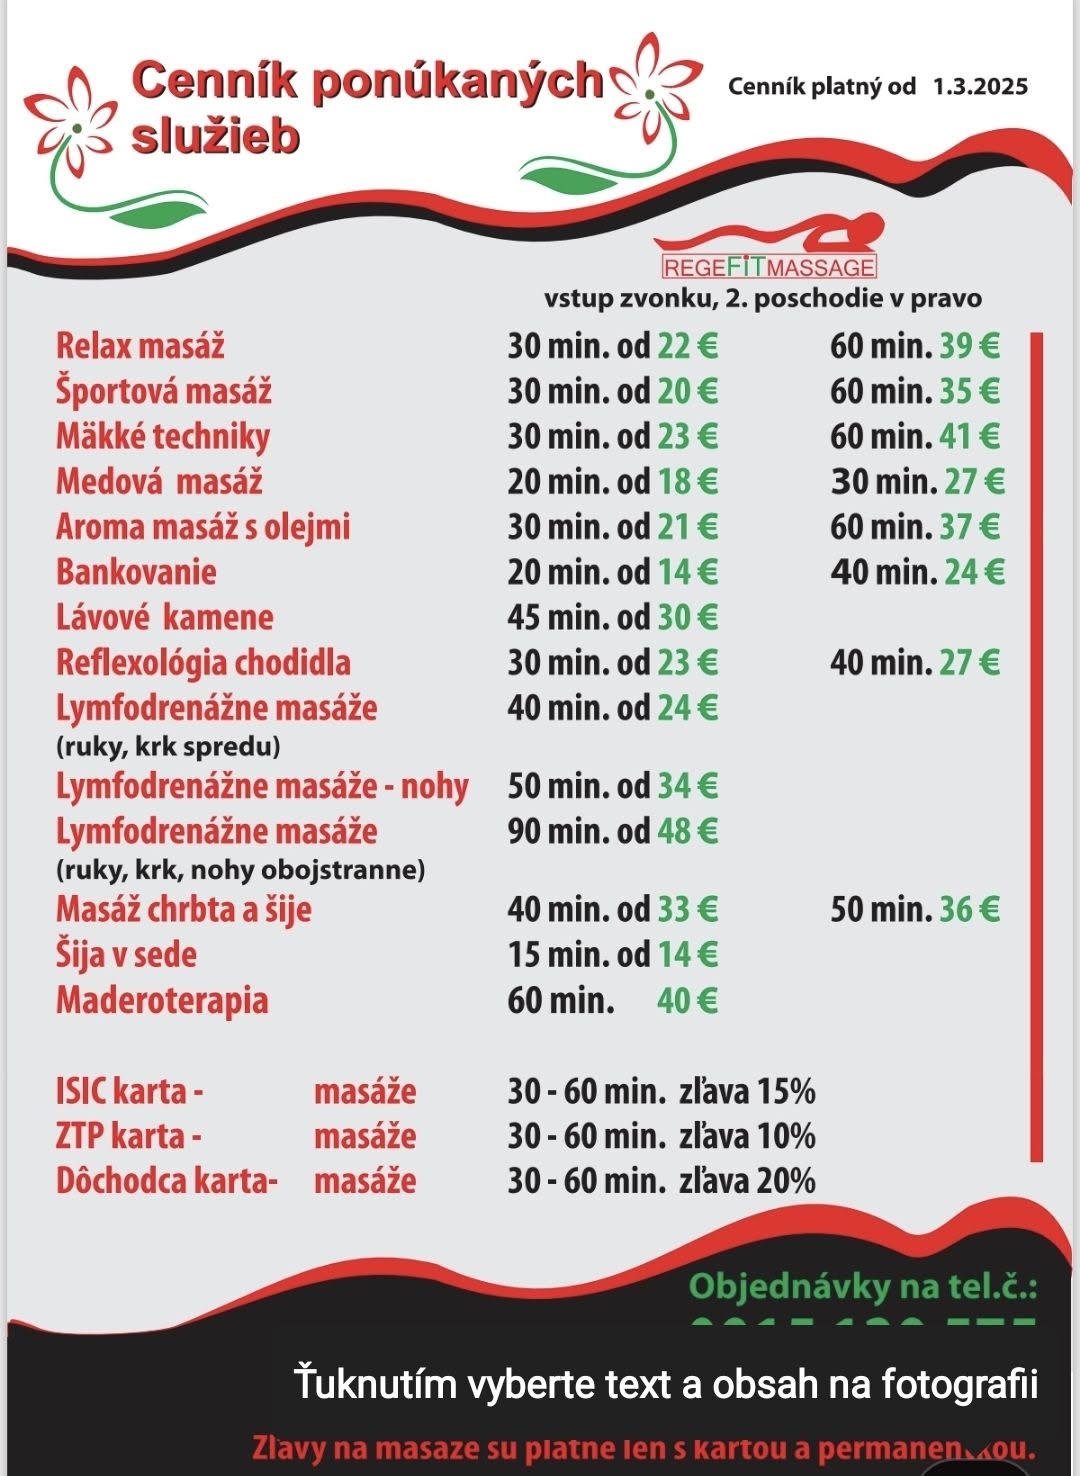 Cenník ponúkaných
služieb
Cenník platný od 1.3.2025
REGEFiTMASSAGE
vstup zvonku, 2. poschodie v pravo
Relax masáž 30 min. od 22 € 60 min. 39 €
Športová masáž 30 min. od 20 € 60 min. 35 €
Mäkké techniky 30 min. od 23 € 60 min. 41 €
Medová masáž 20 min. od 18 € 30 min. 27 €
Aroma masáž s olejmi 30 min. od 21 € 60 min. 37 €
Bankovanie 20 min. od 14 € 40 min. 24 €
Lávové kamene 45 min. od 30 €
Reflexológia chodidla 30 min. od 23 € 40 min. 27 €
Lymfodrenážne masáže 40 min. od 24 €
(ruky, krk spredu)
Lymfodrenážne masáže - nohy 50 min. od 34 €
Lymfodrenážne masáže 90 min. od 48 €
(ruky, krk, nohy obojstranne)
Masáž chrbta a šije 40 min. od 33 € 50 min. 36 €
Šija v sede 15 min. od 14 €
Maderoterapia 60 min. 40 €
ISIC karta - masáže 30 - 60 min. zľava 15%
ZTP karta - masáže 30 - 60 min. zľava 10%
Dôchodca karta- masáže 30 - 60 min. zľava 20%
Objednávky na tel.č.:
Ťuknutím vyberte text a obsah na fotografii
Zľavy na masáže sú platné len s kartou a